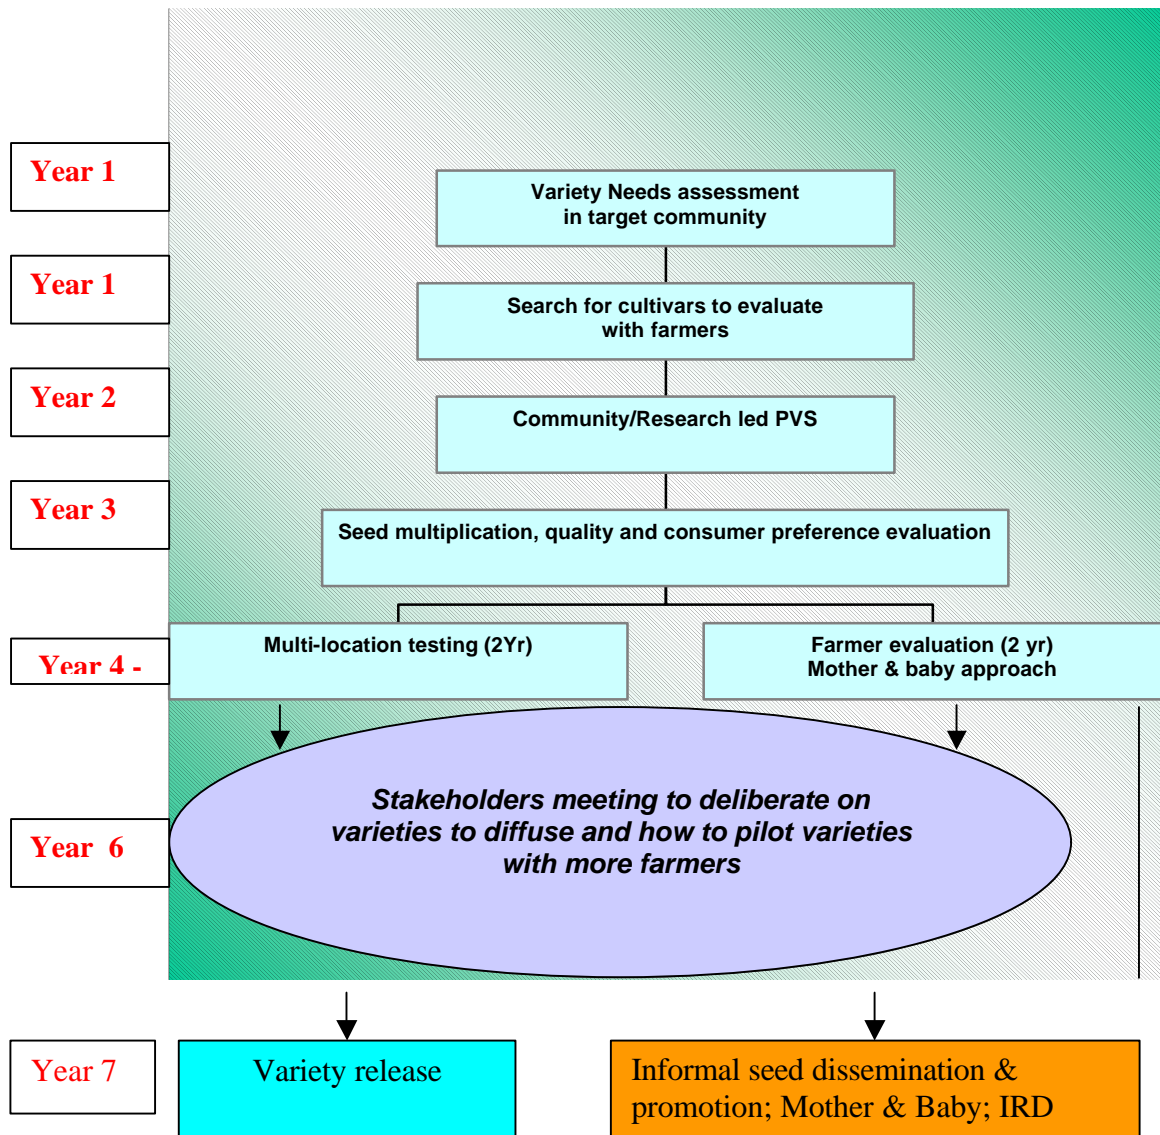 Year 1
Variety Needs assessment
in target community
Year 1
Search for cultivars to evaluate
with farmers
Year 2
Community/Research led PVS
Year 3
Seed multiplication, quality and consumer preference evaluation
Year 4 -
Multi-location testing (2Yr)
Farmer evaluation (2 yr)
Mother & baby approach
Stakeholders meeting to deliberate on
varieties to diffuse and how to pilot varieties
with more farmers
Year 6
Year 7
Variety release
Informal seed dissemination &
promotion; Mother & Baby; IRD